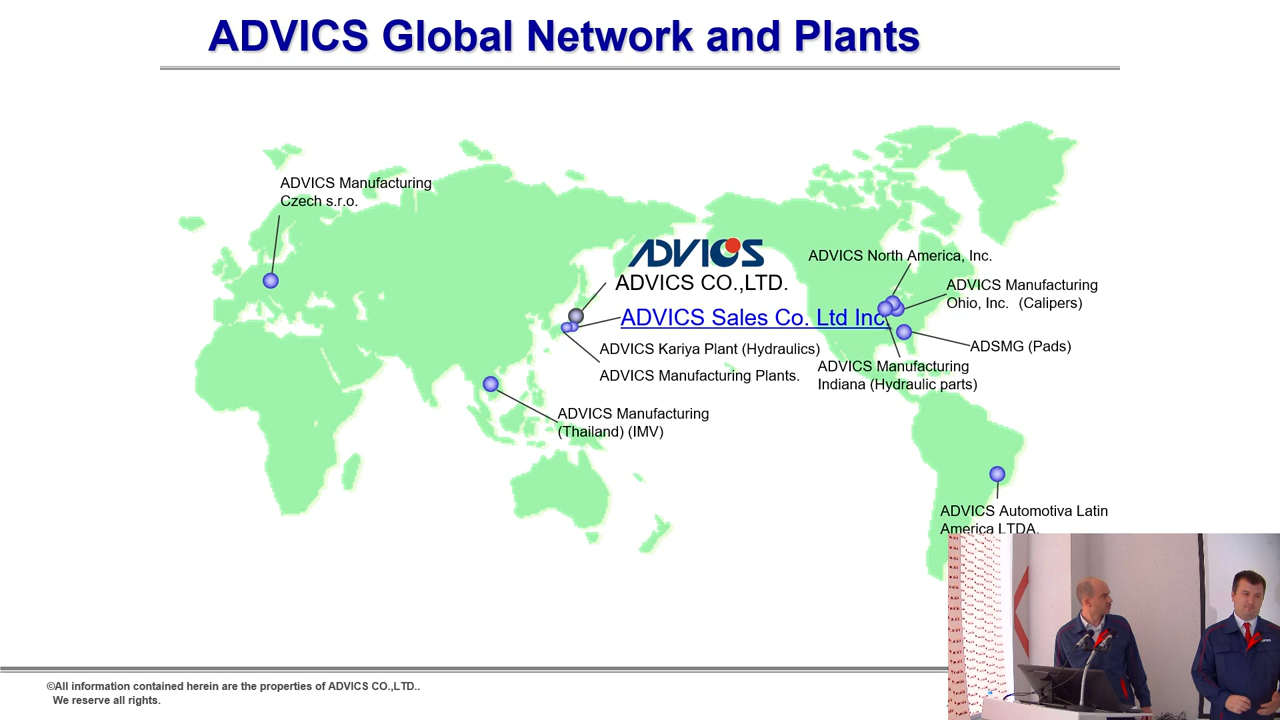 ADVICS Global Network and Plants
ADVICS Manufacturing
Czech s.r.o.
ADVICS
ADVICS CO.,LTD.
ADVICS Sales Co. Ltd Inc.
ADVICS Kariya Plant (Hydraulics)
ADVICS Manufacturing Plants.
ADVICS Manufacturing
(Thailand) (IMV)
ADVICS North America, Inc.
ADVICS Manufacturing
Ohio, Inc. (Calipers)
ADSMG (Pads)
ADVICS Manufacturing
Indiana (Hydraulic parts)
ADVICS Automotiva Latin
America LTDA.
©All information contained herein are the properties of ADVICS CO.,LTD..
We reserve all rights.